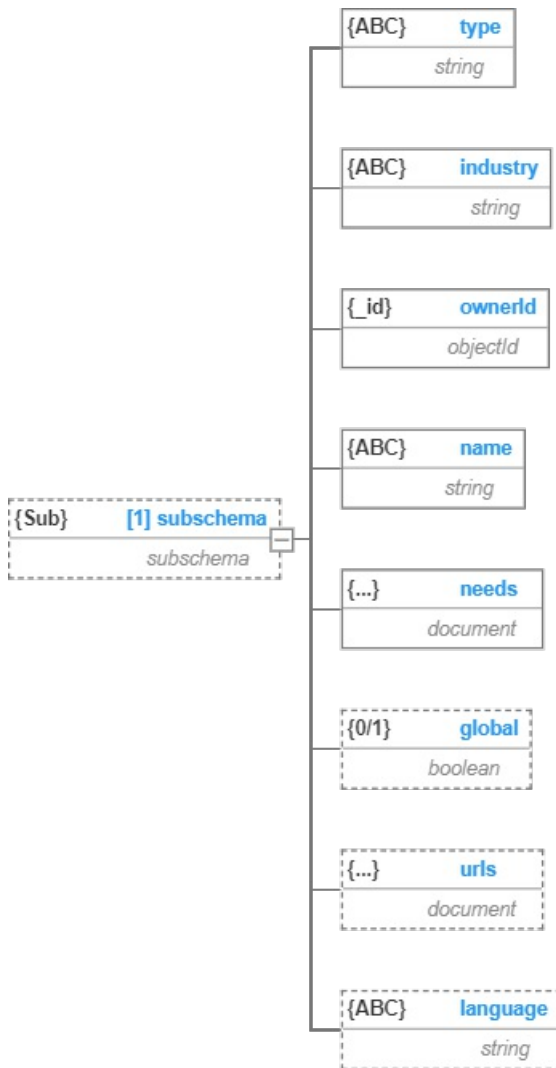 {ABC} type
string
{ABC} industry
string
{_id} ownerId
objectId
{ABC} name
string
{Sub} [1] subschema
subschema
{...} needs
document
{0/1} global
boolean
{...} urls
document
{ABC} language
string